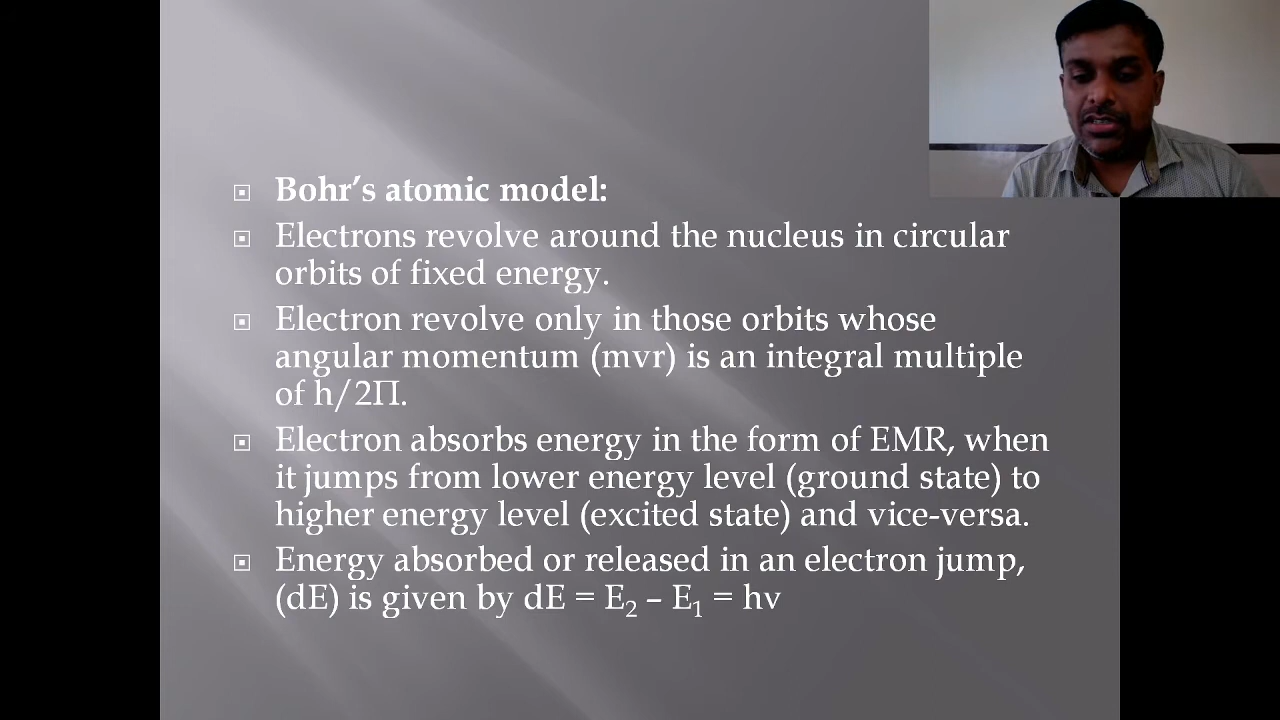 Bohr’s atomic model:
Electrons revolve around the nucleus in circular
orbits of fixed energy.
Electron revolve only in those orbits whose
angular momentum (mvr) is an integral multiple
of h/2Π.
Electron absorbs energy in the form of EMR, when
it jumps from lower energy level (ground state) to
higher energy level (excited state) and vice-versa.
Energy absorbed or released in an electron jump,
(dE) is given by dE = E₂ – E₁ = hv